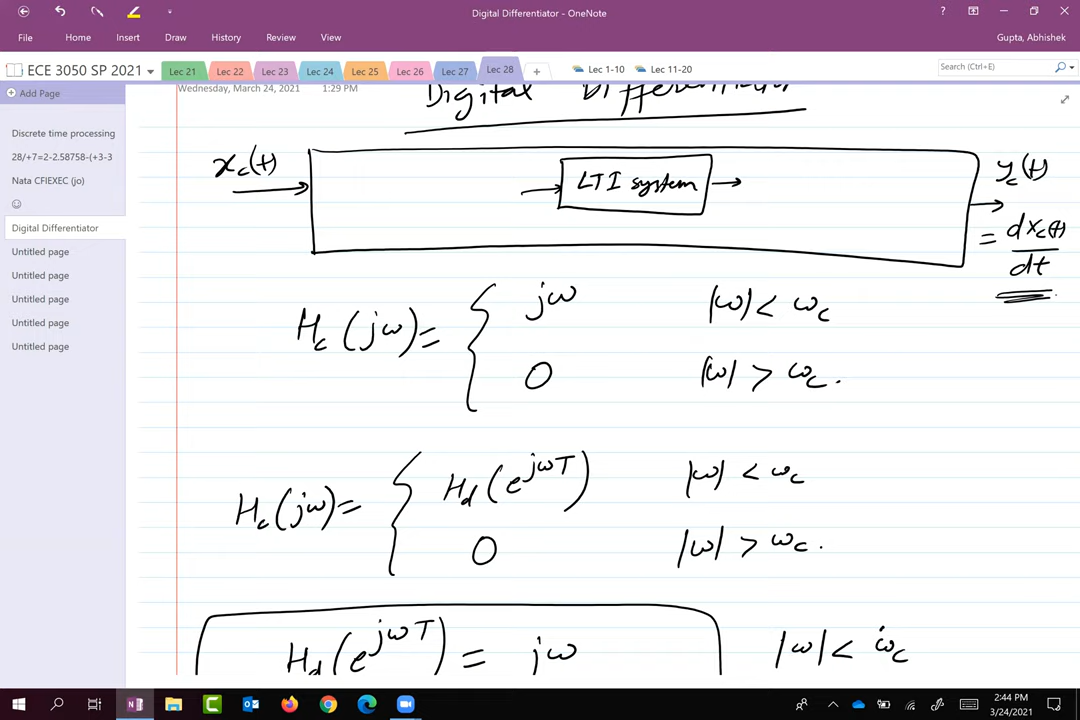 Digital Differentiator - OneNote
?
File Home Insert Draw History Review View
Gupta, Abhishek
ECE 3050 SP 2021
Lec 21 Lec 22 Lec 23 Lec 24 Lec 25 Lec 26 Lec 27 Lec 28 + Lec 1-10 Lec 11-20
Search (Ctrl+E)
Add Page
Wednesday, March 24, 2021 1:29 PM
Discrete time processing
28/+7=2-2.58758-(+3-3
Nata CFIEXEC (jo)
☺
Digital Differentiator
Untitled page
Untitled page
Untitled page
Untitled page
Untitled page
Digital Differentiator
x_c(t)
LTI system
y_c(t)
= dx_c(t)/dt
H_c(jω) = { jω |ω| < ω_c
0 |ω| > ω_c.
H_c(jω) = { H_d(e^{jωT}) |ω| < ω_c
0 |ω| > ω_c.
H_d(e^{jωT}) = jω |ω| < ω_c
2:44 PM
3/24/2021